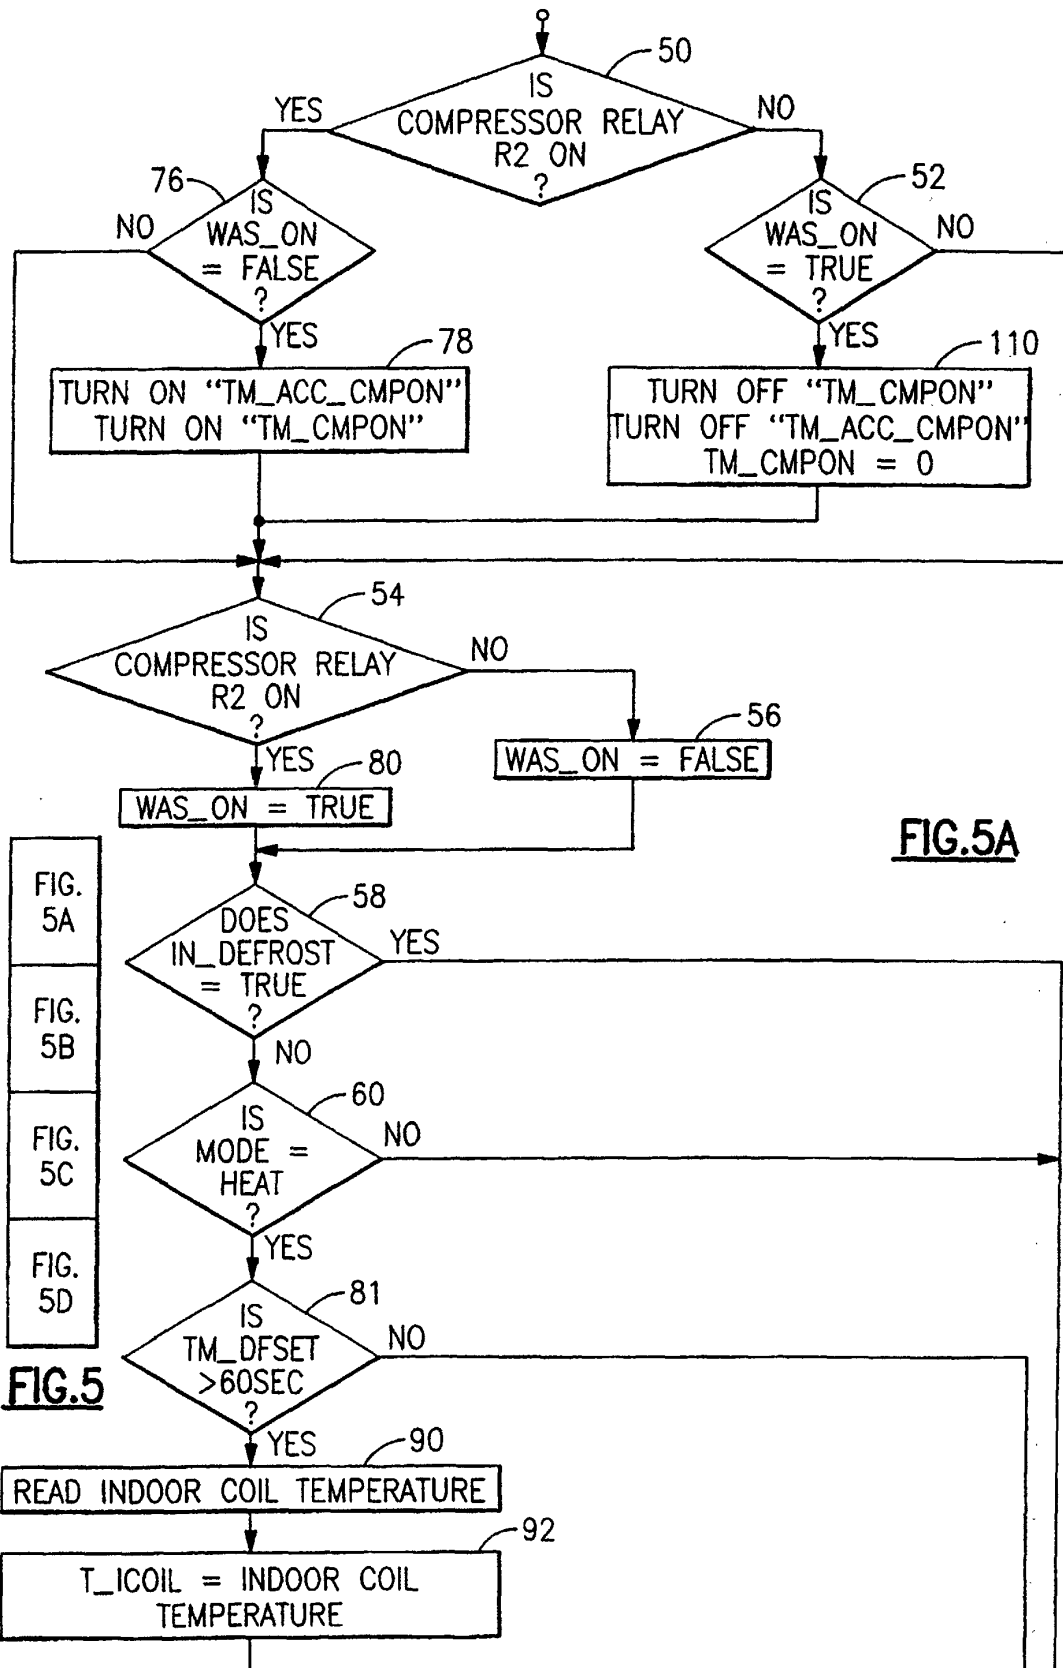 50
IS
COMPRESSOR RELAY
R2 ON
?
YES
NO
76
IS
WAS_ON
= FALSE
?
NO
YES
52
IS
WAS_ON
= TRUE
?
NO
YES
78
TURN ON “TM_ACC_CMPON”
TURN ON “TM_CMPON”
110
TURN OFF “TM_CMPON”
TURN OFF “TM_ACC_CMPON”
TM_CMPON = 0
54
IS
COMPRESSOR RELAY
R2 ON
?
NO
YES
56
WAS_ON = FALSE
80
WAS_ON = TRUE
FIG.5A
58
DOES
IN_DEFROST
= TRUE
?
YES
NO
60
IS
MODE =
HEAT
?
NO
YES
81
IS
TM_DFSET
>60SEC
?
NO
YES
90
READ INDOOR COIL TEMPERATURE
92
T_ICOIL = INDOOR COIL
TEMPERATURE
FIG.
5A
FIG.
5B
FIG.
5C
FIG.
5D
FIG.5